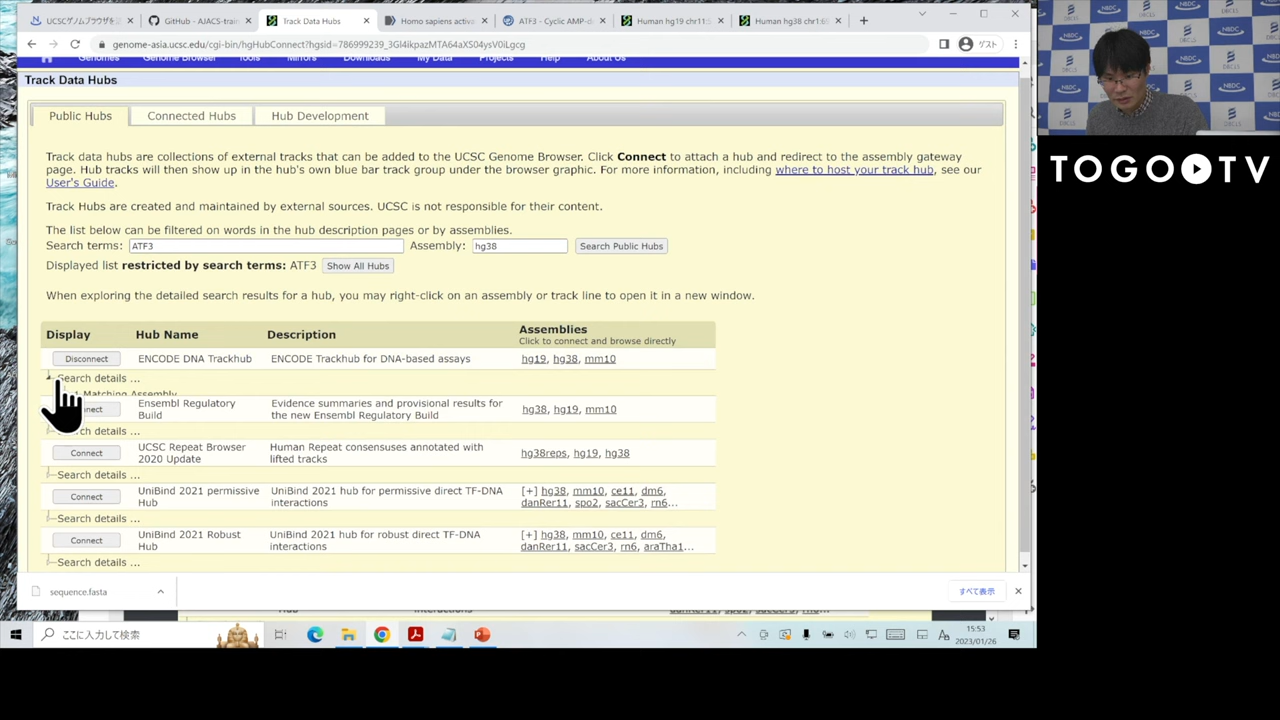 UCSCゲノムブラウザを活
GitHub - AJACS-train
Track Data Hubs
Homo sapiens activa
ATF3 - Cyclic AMP-d
Human hg19 chr11:5
Human hg38 chr1:69
genome-asia.ucsc.edu/cgi-bin/hgHubConnect?hgsid=786999239_3Gl4ikpazMTA64aXS04ysV0iLgcg
ゲスト
Genomes Genome Browser Tools Mirrors Downloads My Data Projects Help About Us
Track Data Hubs
Public Hubs Connected Hubs Hub Development
Track data hubs are collections of external tracks that can be added to the UCSC Genome Browser. Click Connect to attach a hub and redirect to the assembly gateway
page. Hub tracks will then show up in the hub's own blue bar track group under the browser graphic. For more information, including where to host your track hub, see our
User's Guide.
Track Hubs are created and maintained by external sources. UCSC is not responsible for their content.
The list below can be filtered on words in the hub description pages or by assemblies.
Search terms: ATF3 Assembly: hg38 Search Public Hubs
Displayed list restricted by search terms: ATF3 Show All Hubs
When exploring the detailed search results for a hub, you may right-click on an assembly or track line to open it in a new window.
Display Hub Name Description Assemblies
Click to connect and browse directly
Disconnect ENCODE DNA Trackhub ENCODE Trackhub for DNA-based assays hg19, hg38, mm10
Search details ...
1 Matching Assembly
Ensembl Regulatory Build Evidence summaries and provisional results for the new Ensembl Regulatory Build hg38, hg19, mm10
Search details ...
Connect UCSC Repeat Browser 2020 Update Human Repeat consensuses annotated with lifted tracks hg38reps, hg19, hg38
Search details ...
Connect UniBind 2021 permissive Hub UniBind 2021 hub for permissive direct TF-DNA interactions [+] hg38, mm10, ce11, dm6, danRer11, spo2, sacCer3, rn6...
Search details ...
Connect UniBind 2021 Robust Hub UniBind 2021 hub for robust direct TF-DNA interactions [+] hg38, mm10, ce11, dm6, danRer11, sacCer3, rn6, araTha1...
Search details ...
sequence.fasta
すべて表示
ここに入力して検索
15:53
2023/01/26
NBDC
DBCLS
TOGO TV